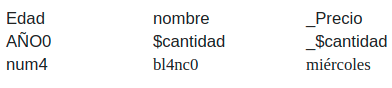 Edad nombre _Precio
AÑO0 $cantidad _$cantidad
num4 bl4nc0 miércoles